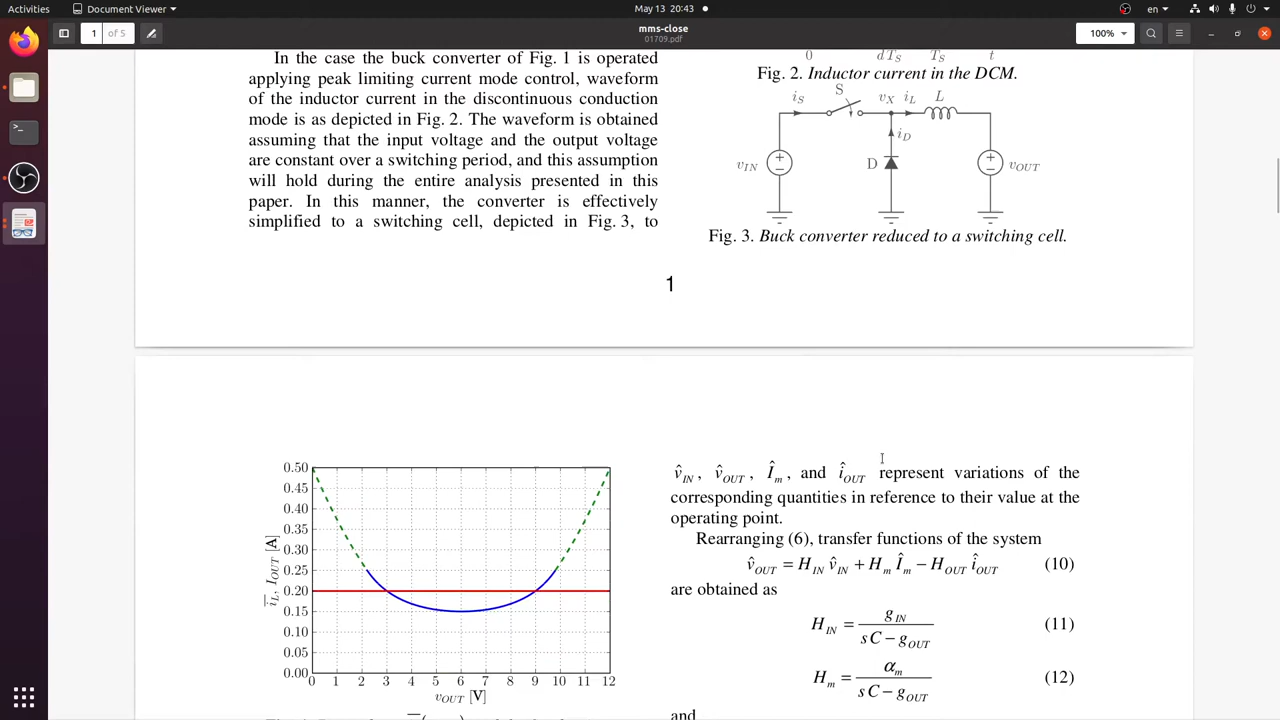 Activities
Document Viewer
May 13 20:43
en
1 of 5
mms-close
01709.pdf
100%
In the case the buck converter of Fig. 1 is operated
applying peak limiting current mode control, waveform
of the inductor current in the discontinuous conduction
mode is as depicted in Fig. 2. The waveform is obtained
assuming that the input voltage and the output voltage
are constant over a switching period, and this assumption
will hold during the entire analysis presented in this
paper. In this manner, the converter is effectively
simplified to a switching cell, depicted in Fig. 3, to
0 dT_S T_S t
Fig. 2. Inductor current in the DCM.
i_S S v_X i_L L
i_D
v_IN + − D + − v_OUT
Fig. 3. Buck converter reduced to a switching cell.
1
0.50
0.45
0.40
0.35
0.30
0.25
0.20
0.15
0.10
0.05
0.00
i̅_L, I_OUT [A]
0 1 2 3 4 5 6 7 8 9 10 11 12
v_OUT [V]
v̂_IN , v̂_OUT , Î_m , and î_OUT represent variations of the
corresponding quantities in reference to their value at the
operating point.
Rearranging (6), transfer functions of the system
v̂_OUT = H_IN v̂_IN + H_m Î_m − H_OUT î_OUT (10)
are obtained as
H_IN = g_IN / (sC − g_OUT) (11)
H_m = α_m / (sC − g_OUT) (12)
and